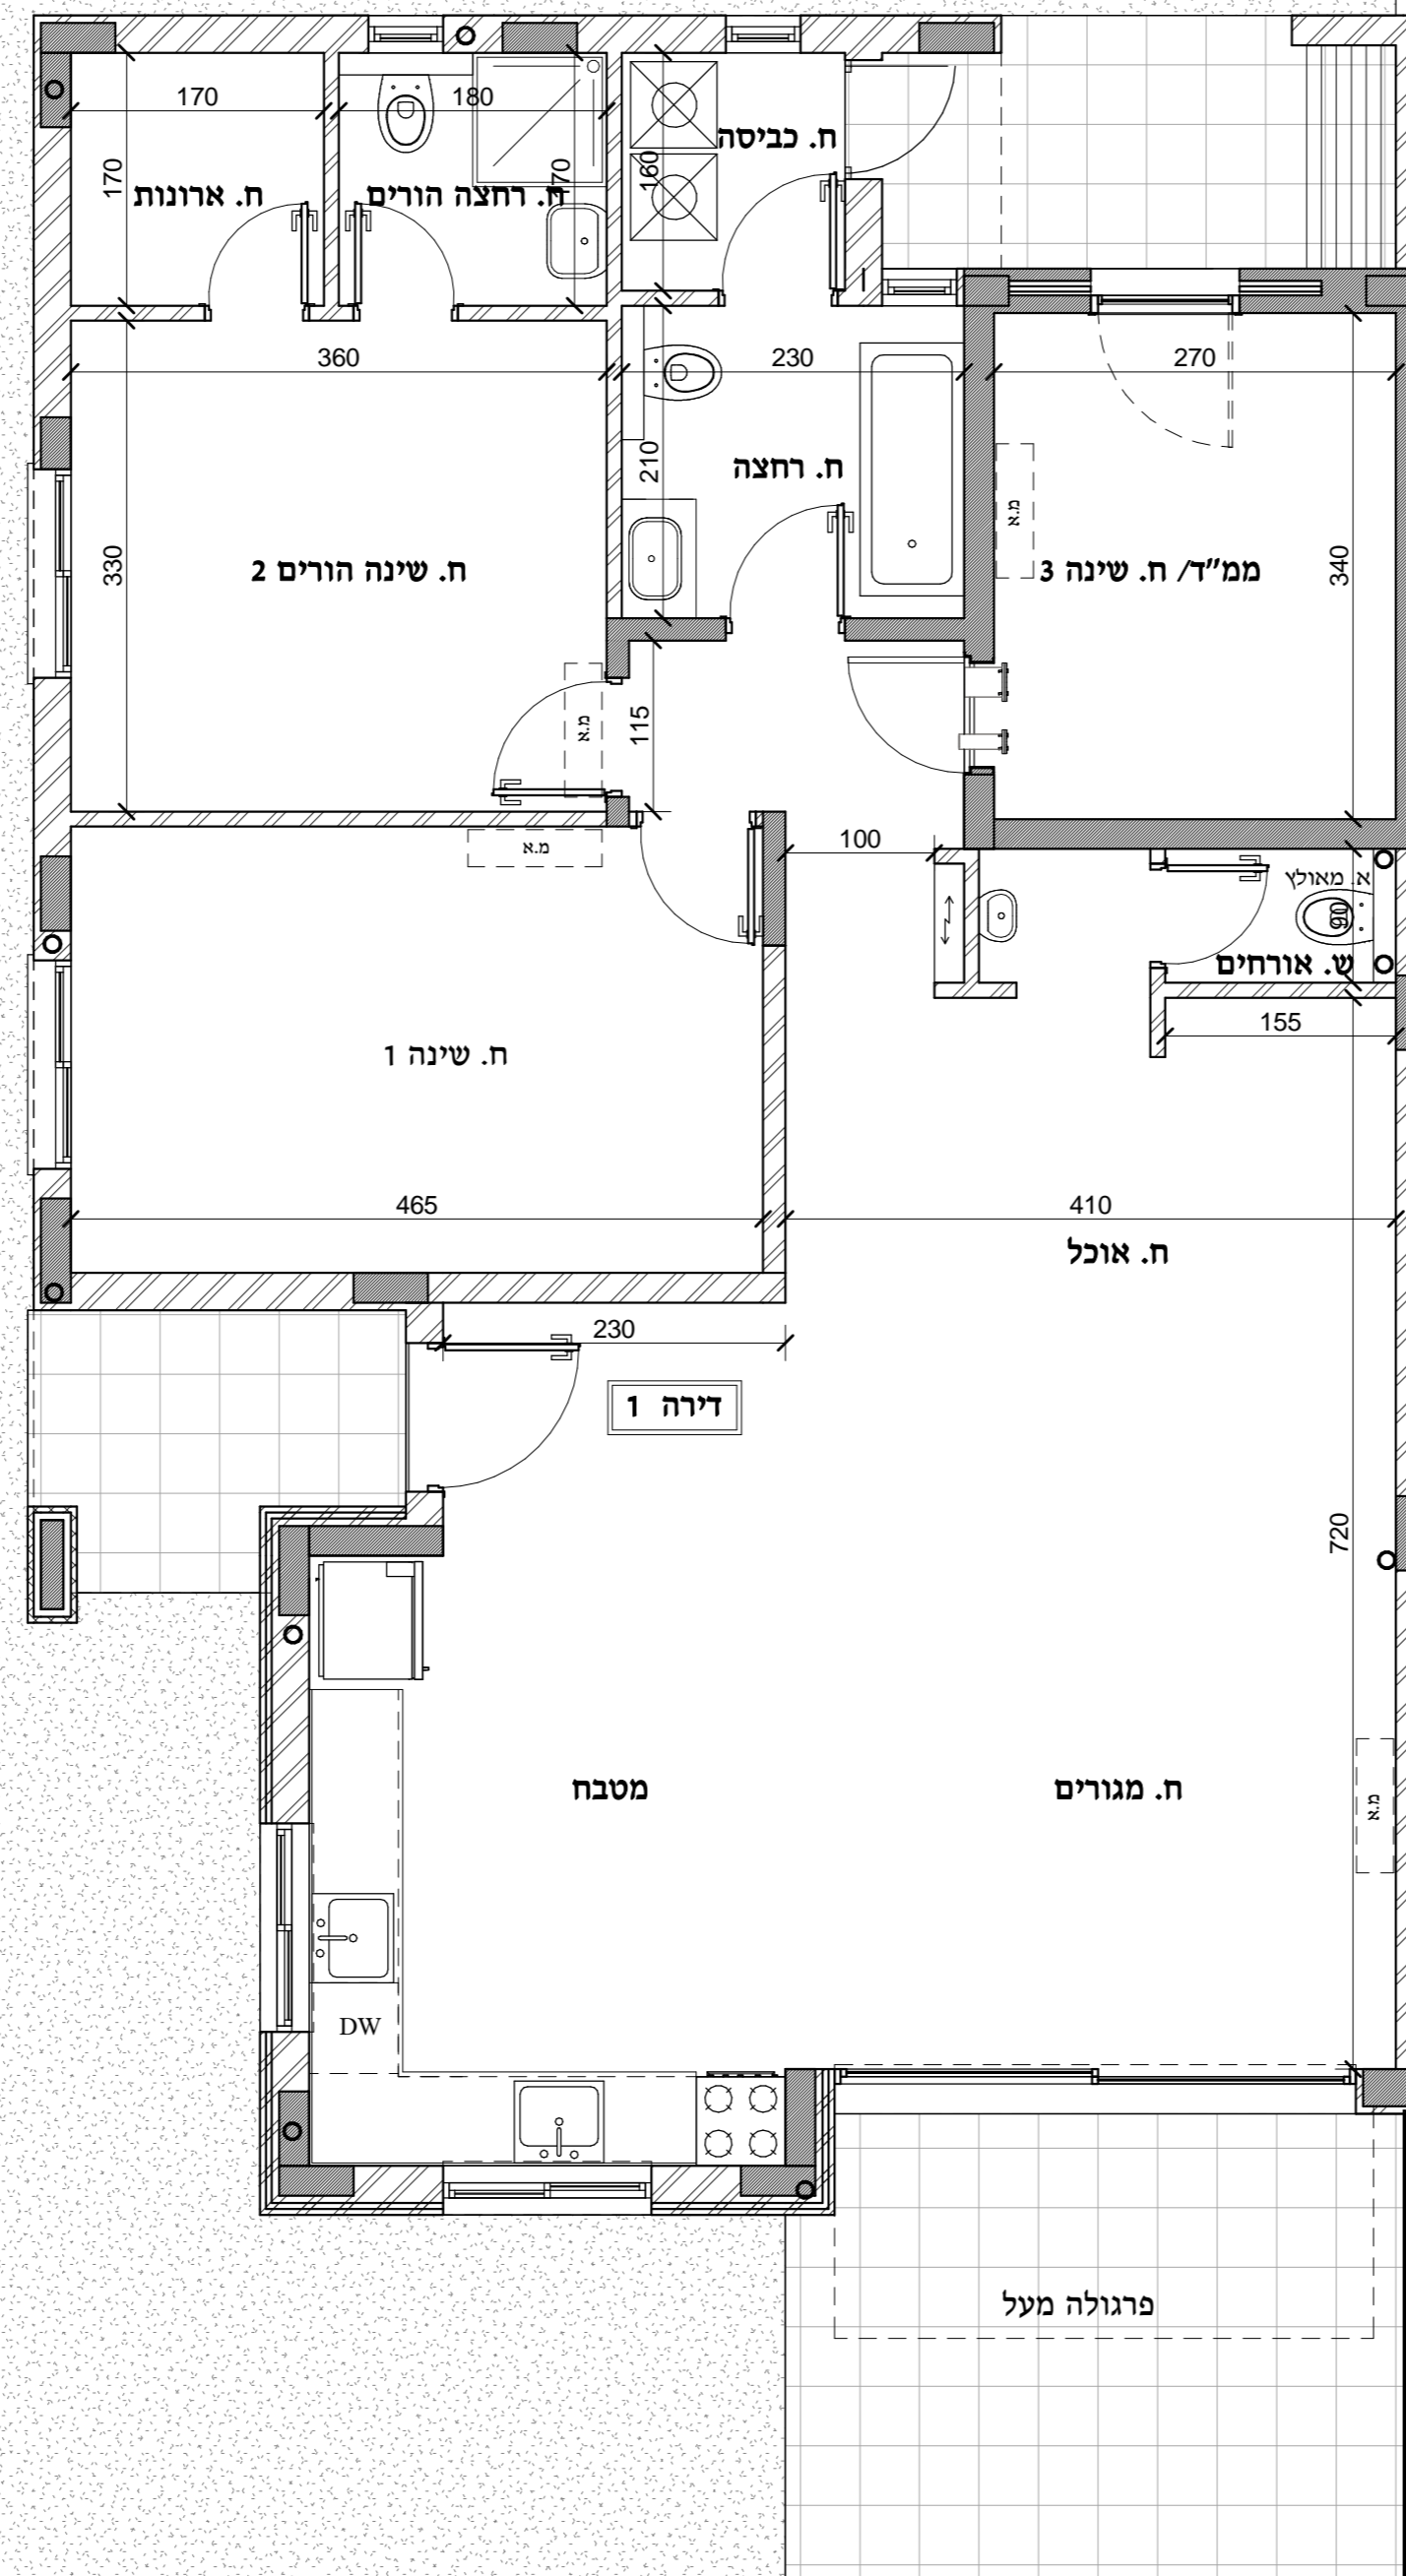 170
180
ח. כביסה
170
170
160
ח. ארונות
ח. רחצה הורים
360
230
270
210
ח. רחצה
מ.א
330
ח. שינה הורים 2
ממ"ד/ ח. שינה 3
340
מ.א
115
מ.א
100
א. מאולץ
90
ש. אורחים
155
ח. שינה 1
465
410
ח. אוכל
230
דירה 1
720
מטבח
ח. מגורים
מ.א
DW
פרגולה מעל